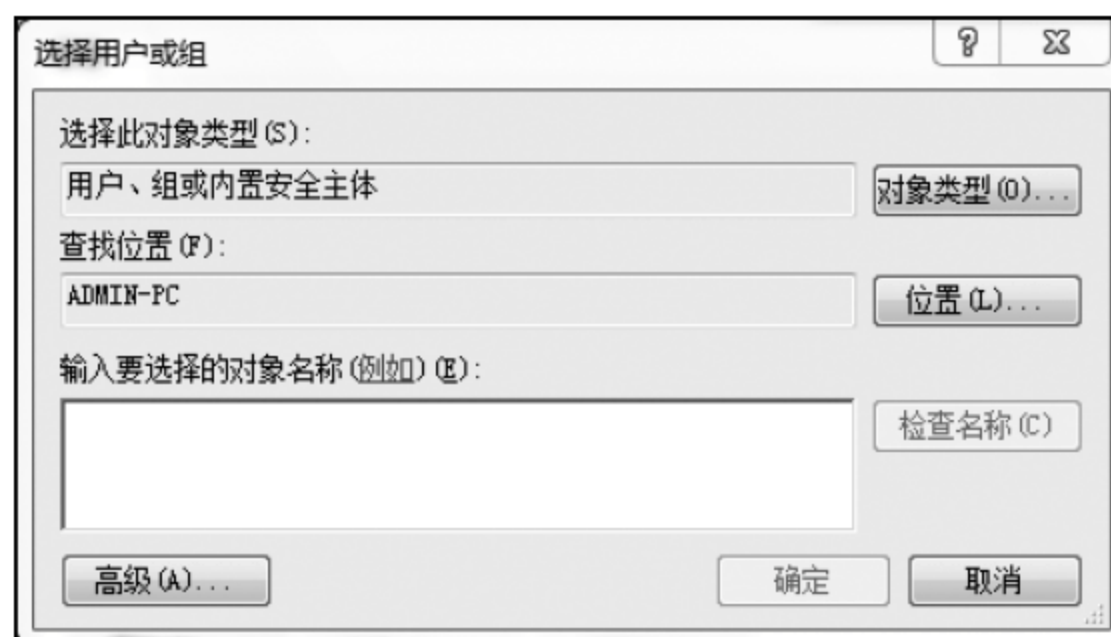 选择用户或组
选择此对象类型(S):
用户、组或内置安全主体
对象类型(O)...
查找位置(F):
ADMIN-PC
位置(L)...
输入要选择的对象名称(例如)(E):
检查名称(C)
高级(A)...
确定
取消